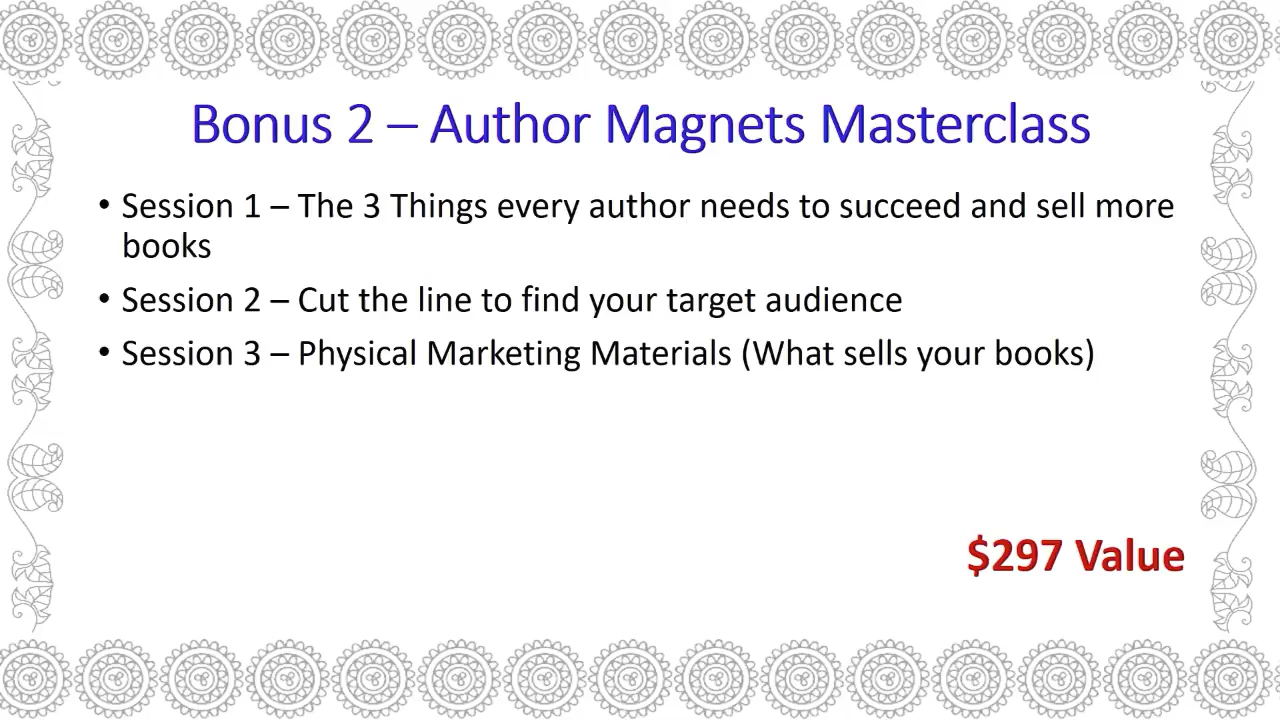 Bonus 2 – Author Magnets Masterclass
• Session 1 – The 3 Things every author needs to succeed and sell more
books
• Session 2 – Cut the line to find your target audience
• Session 3 – Physical Marketing Materials (What sells your books)
$297 Value